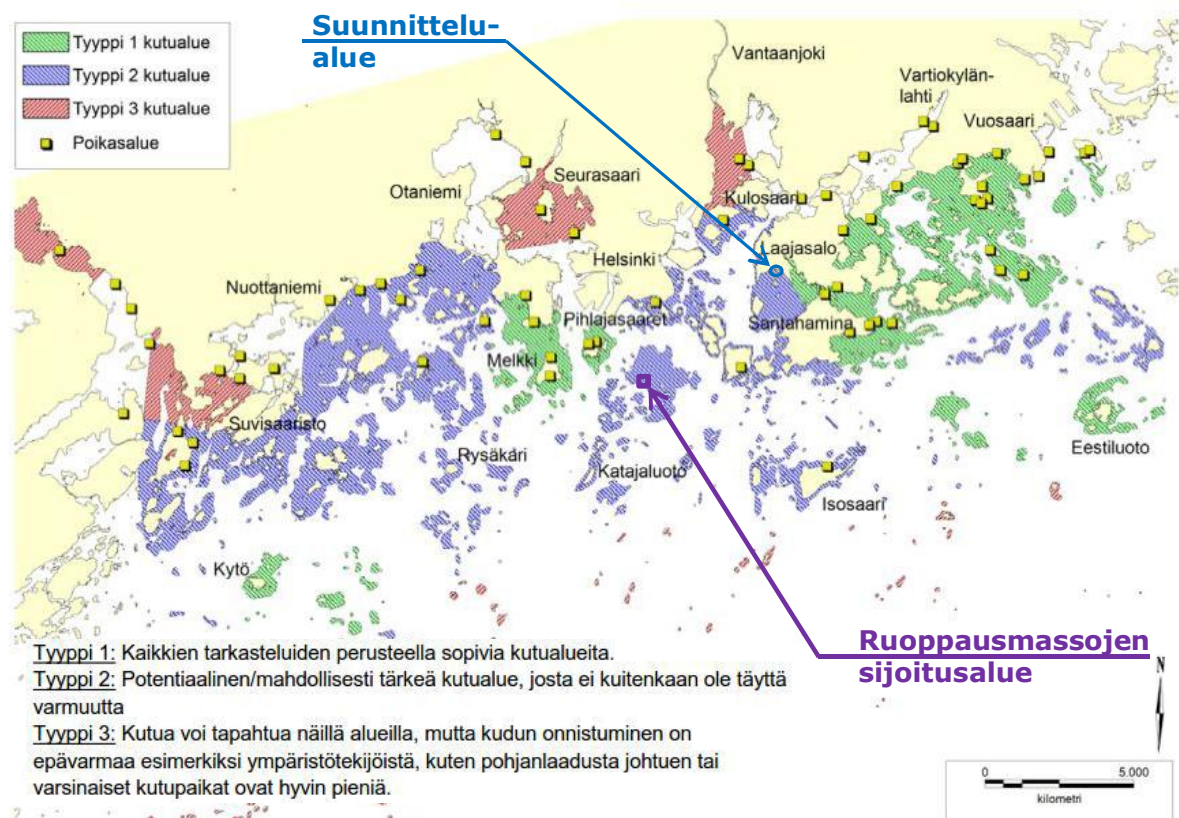 Suunnittelu-
alue
Tyyppi 1 kutualue
Tyyppi 2 kutualue
Tyyppi 3 kutualue
Poikasalue
Vantaanjoki
Vartiokylän-
lahti
Vuosaari
Otaniemi
Seurasaari
Kulosaari
Laajasalo
Helsinki
Nuottaniemi
Pihlajasaaret
Santahamina
Melkki
Suvisaaristo
Rysäkäri
Katajaluoto
Isosaari
Eestiluoto
Kytö
Ruoppausmassojen
sijoitusalue
Tyyppi 1: Kaikkien tarkasteluiden perusteella sopivia kutualueita.
Tyyppi 2: Potentiaalinen/mahdollisesti tärkeä kutualue, josta ei kuitenkaan ole täyttä
varmuutta
Tyyppi 3: Kutua voi tapahtua näillä alueilla, mutta kudun onnistuminen on
epävarmaa esimerkiksi ympäristötekijöistä, kuten pohjanlaadusta johtuen tai
varsinaiset kutupaikat ovat hyvin pieniä.
N
0 5.000
kilometri